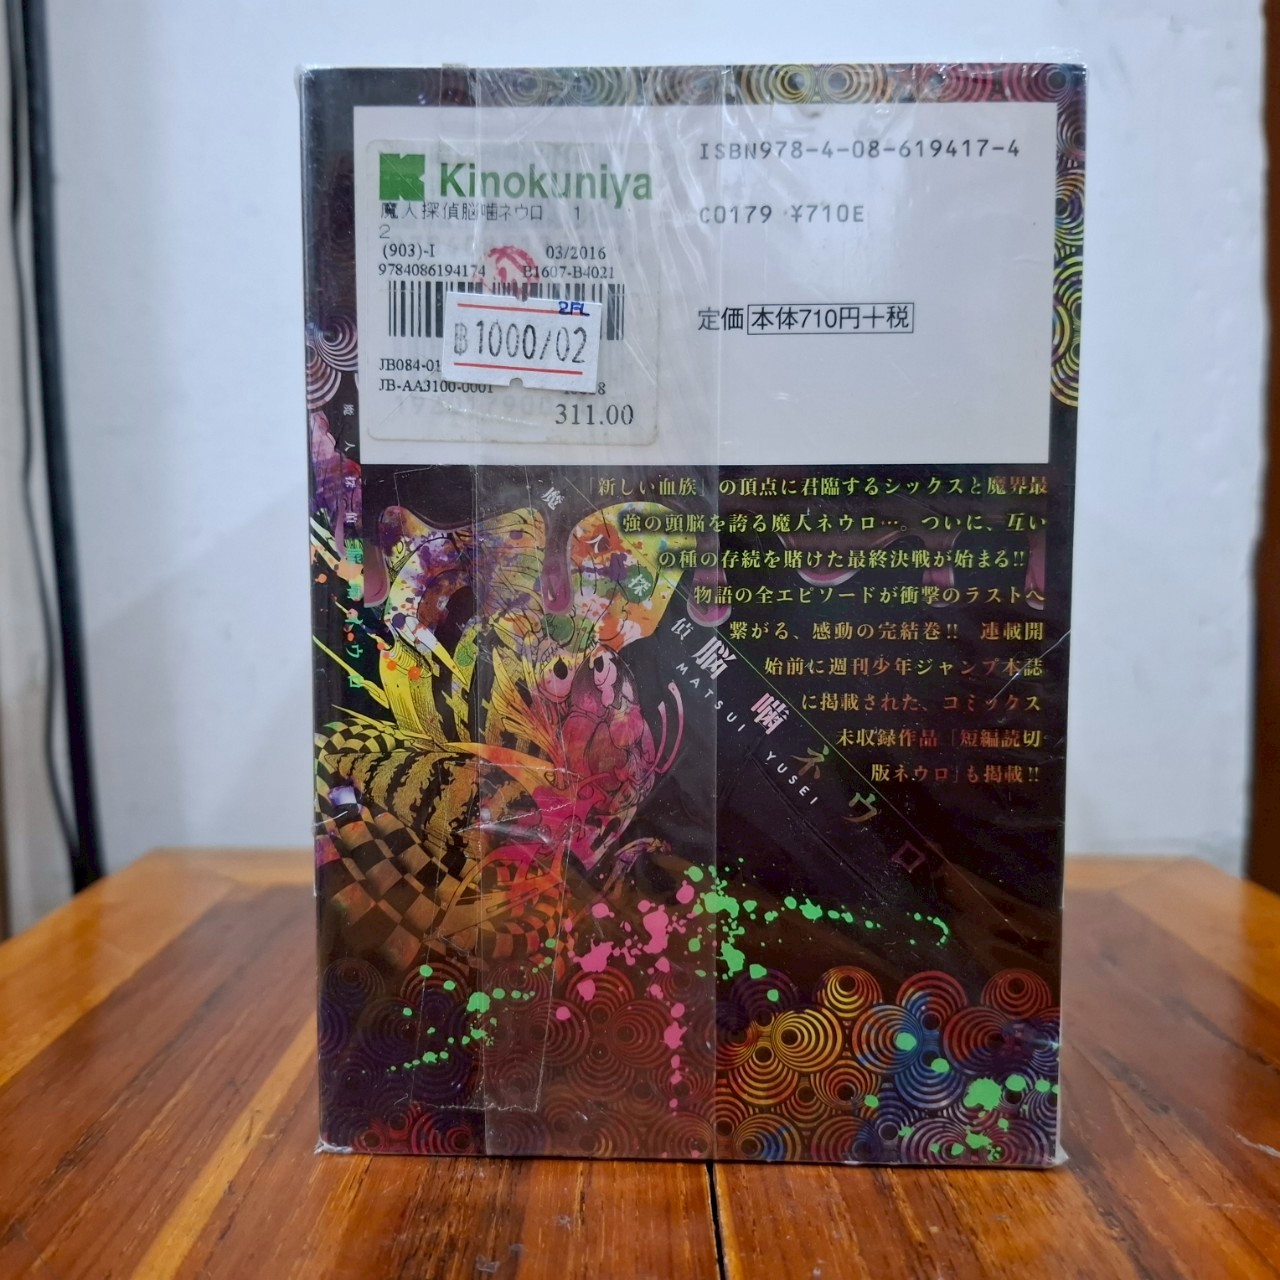 ISBN978-4-08-619417-4
C0179 ¥710E
定価 本体710円+税
Kinokuniya
魔人探偵脳噛ネウロ 1
2
(903)-I 03/2016
9784086194174 B1607-B4021
2FL
฿1000/02
JB084-01
JB-AA3100-0001
311.00
「新しい血族」の頂点に君臨するシックスと魔界最
強の頭脳を誇る魔人ネウロ…。ついに、互い
の種の存続を賭けた最終決戦が始まる!!
物語の全エピソードが衝撃のラストへ
繋がる、感動の完結巻!! 連載開
始前に週刊少年ジャンプ本誌
に掲載された、コミックス
未収録作品「短編読切
版ネウロ」も掲載!!
魔人探偵脳噛ネウロ
MATSUI YUSEI